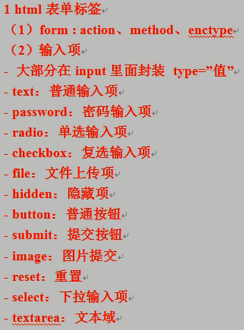 1 html 表单标签
（1）form : action、method、enctype
（2）输入项
- 大部分在 input 里面封装 type=”值”
- text：普通输入项
- password：密码输入项
- radio：单选输入项
- checkbox：复选输入项
- file：文件上传项
- hidden：隐藏项
- button：普通按钮
- submit：提交按钮
- image：图片提交
- reset：重置
- select：下拉输入项
- textarea：文本域